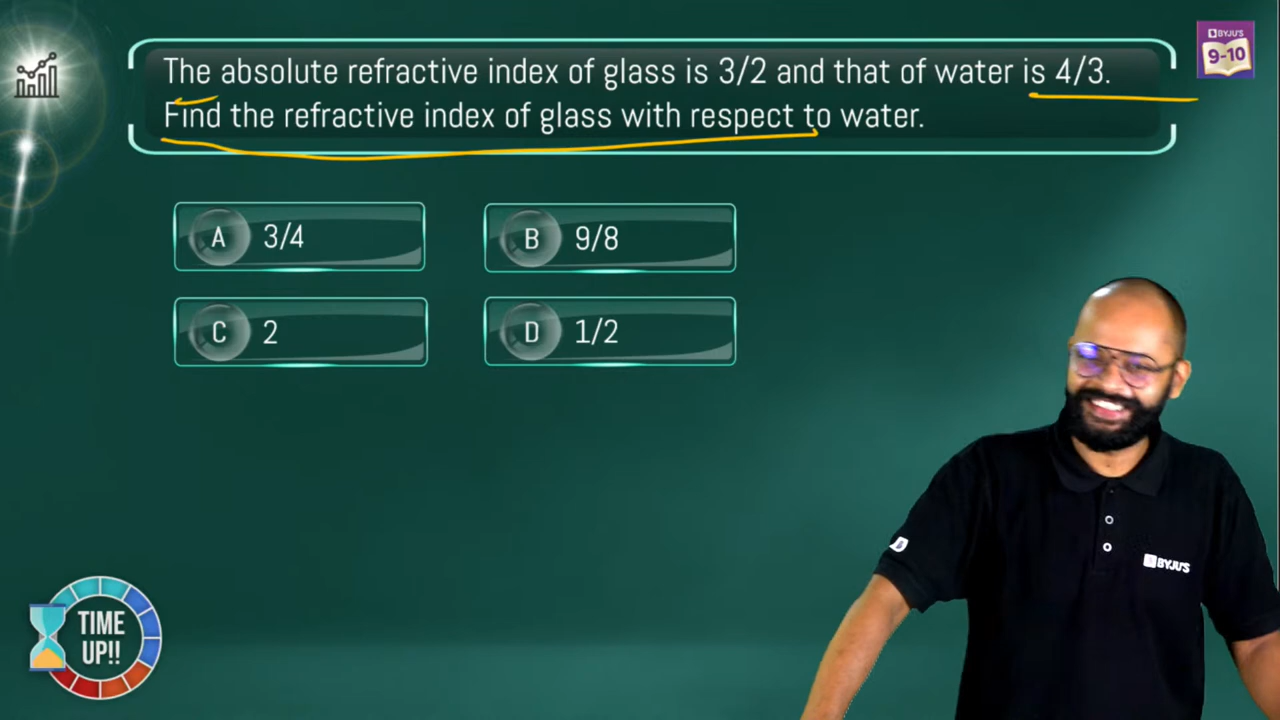 The absolute refractive index of glass is 3/2 and that of water is 4/3.
Find the refractive index of glass with respect to water.
BYJU'S
9-10
A 3/4
B 9/8
C 2
D 1/2
TIME
UP!!
BYJU'S